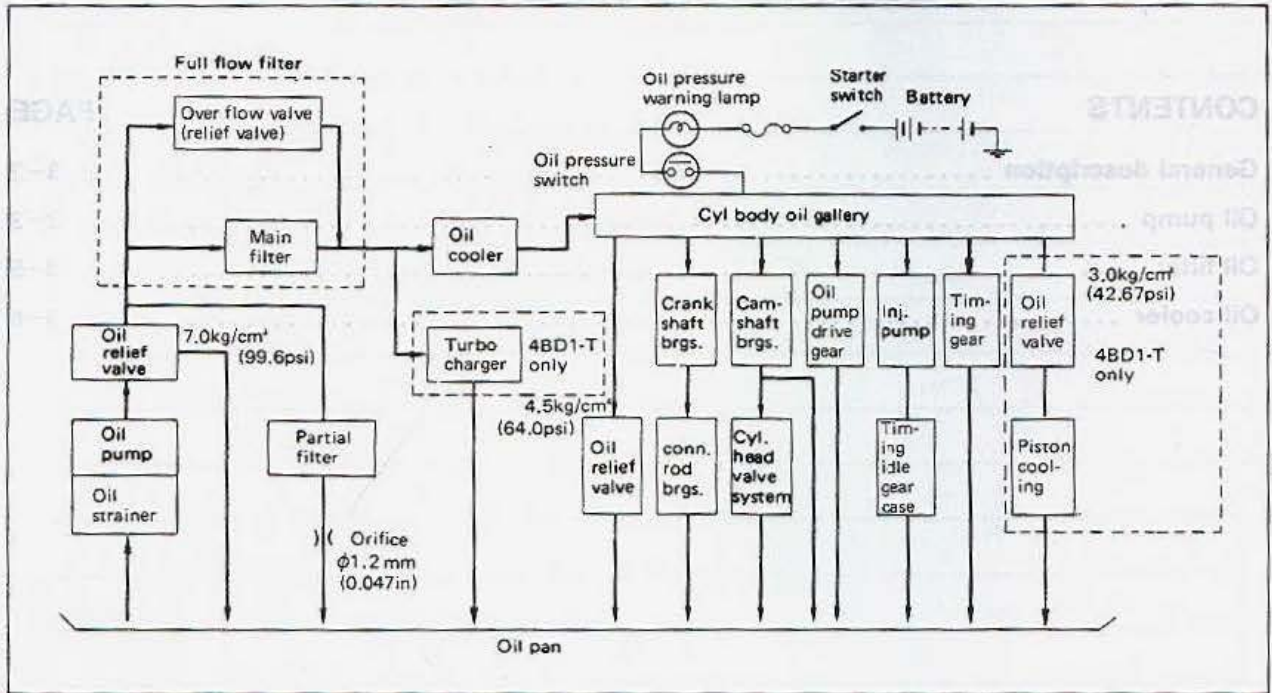 Full flow filter
Over flow valve
(relief valve)
Main
filter
Oil
cooler
Oil pressure
warning lamp
Starter
switch
Battery
Oil pressure
switch
Cyl body oil gallery
Oil
relief
valve
7.0kg/cm²
(99.6psi)
Oil
pump
Oil
strainer
Partial
filter
Orifice
φ1.2 mm
(0.047in)
Turbo
charger
4BD1-T
only
4.5kg/cm²
(64.0psi)
Oil
relief
valve
Crank
shaft
brgs.
conn.
rod
brgs.
Cam-
shaft
brgs.
Cyl.
head
valve
system
Oil
pump
drive
gear
Inj.
pump
Tim-
ing
idle
gear
case
Tim-
ing
gear
3.0kg/cm²
(42.67psi)
Oil
relief
valve
4BD1-T
only
Piston
cool-
ing
Oil pan
CONTENTS
PAGE
General description
Oil pump
Oil filter
Oil cooler